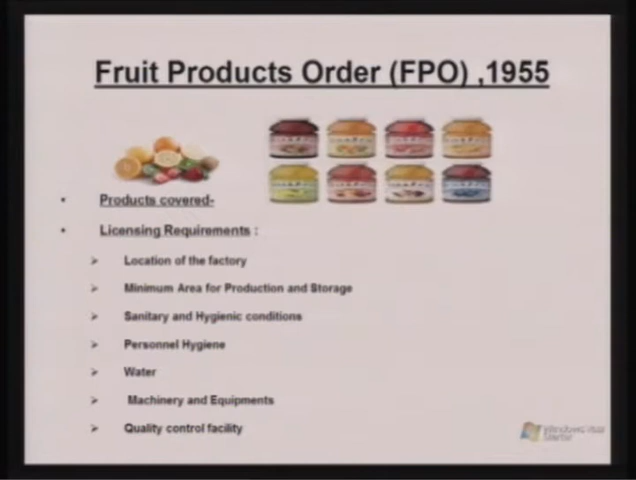 Fruit Products Order (FPO) ,1955
Products covered-
Licensing Requirements :
Location of the factory
Minimum Area for Production and Storage
Sanitary and Hygienic conditions
Personnel Hygiene
Water
Machinery and Equipments
Quality control facility